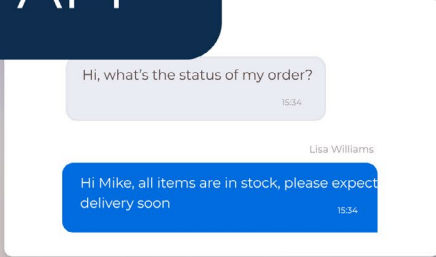 API
Hi, what's the status of my order?
15:34
Lisa Williams
Hi Mike, all items are in stock, please expect
delivery soon
15:34